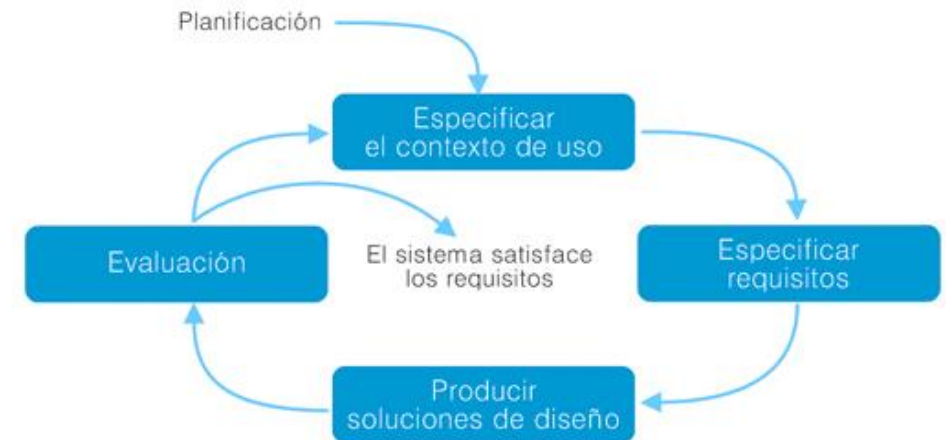 Planificación
Especificar
el contexto de uso
Evaluación
El sistema satisface
los requisitos
Especificar
requisitos
Producir
soluciones de diseño